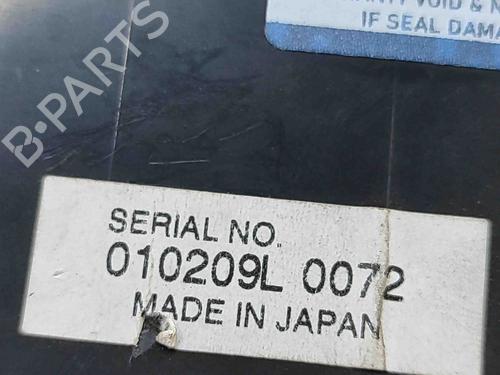 IF SEAL DAMA
B-PARTS
SERIAL NO.
010209L 0072
MADE IN JAPAN